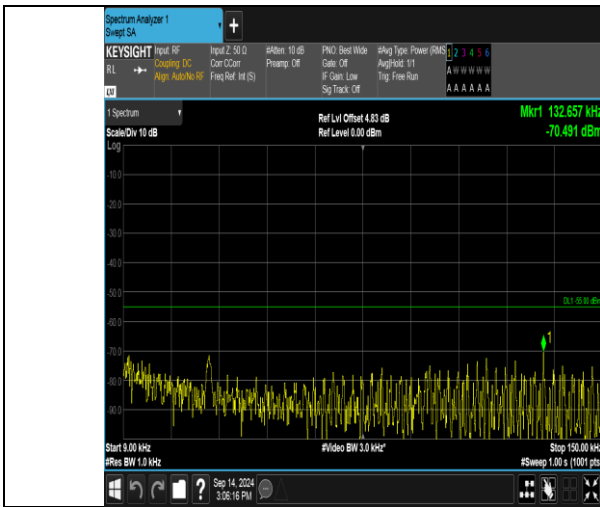 Spectrum Analyzer 1
Swept SA
+
KEYSIGHT Input: RF Input Z: 50 Ω #Atten: 10 dB PNO: Best Wide #Avg Type: Power (RMS 1 2 3 4 5 6
RL Coupling: DC Corr CCorr Preamp: Off Gate: Off Avg|Hold: 1/1 A W W W W W
Align: Auto/No RF Freq Ref: Int (S) IF Gain: Low Trig: Free Run
LXI Sig Track: Off A A A A A A
1 Spectrum Ref Lvl Offset 4.83 dB Mkr1 132.657 kHz
Scale/Div 10 dB Ref Level 0.00 dBm -70.491 dBm
Log
-10.0
-20.0
-30.0
-40.0
-50.0
DL1 -55.00 dBm
-60.0
1
-70.0
-80.0
-90.0
Start 9.00 kHz #Video BW 3.0 kHz* Stop 150.00 kHz
#Res BW 1.0 kHz #Sweep 1.00 s (1001 pts
? Sep 14, 2024
3:06:16 PM